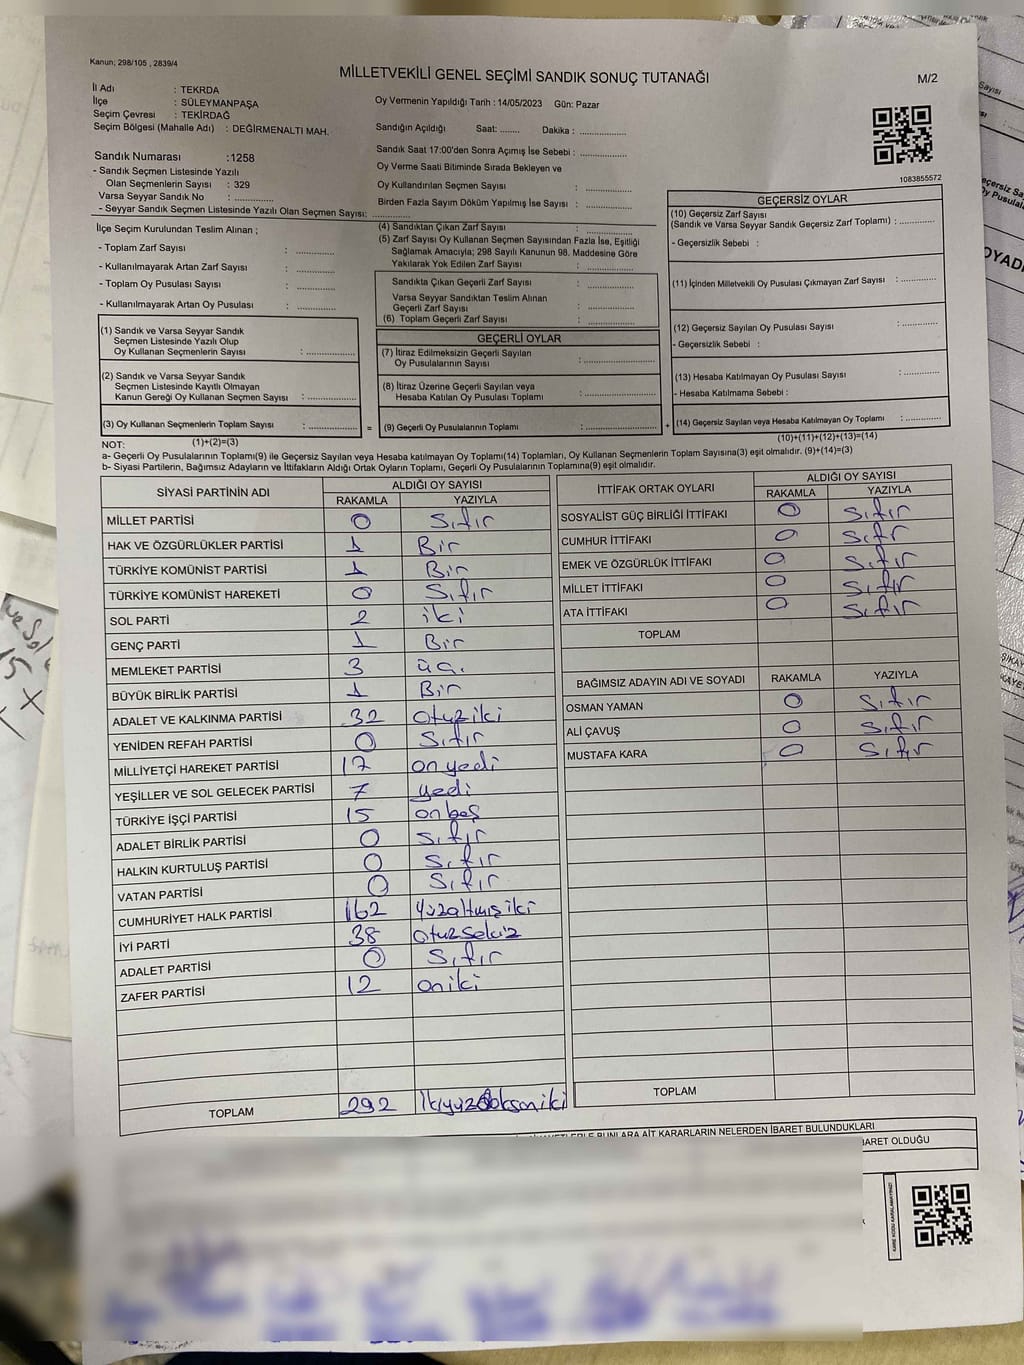 Kanun; 298/105 , 2839/4
MİLLETVEKİLİ GENEL SEÇİMİ SANDIK SONUÇ TUTANAĞI
M/2
İl Adı : TEKRDA
İlçe : SÜLEYMANPAŞA
Seçim Çevresi : TEKİRDAĞ
Seçim Bölgesi (Mahalle Adı) : DEĞİRMENALTI MAH.
Oy Vermenin Yapıldığı Tarih : 14/05/2023 Gün: Pazar
Sandığın Açıldığı Saat: ........ Dakika : ....................
Sandık Saat 17:00'den Sonra Açımış İse Sebebi : ....................
Oy Verme Saati Bitiminde Sırada Bekleyen ve
Oy Kullandırılan Seçmen Sayısı : ....................
Birden Fazla Sayım Döküm Yapılmış İse Sayısı : ....................
1083855572
Sandık Numarası :1258
- Sandık Seçmen Listesinde Yazılı
Olan Seçmenlerin Sayısı : 329
Varsa Seyyar Sandık No : ................
- Seyyar Sandık Seçmen Listesinde Yazılı Olan Seçmen Sayısı: ................
İlçe Seçim Kurulundan Teslim Alınan ;
- Toplam Zarf Sayısı : ................
- Kullanılmayarak Artan Zarf Sayısı : ................
- Toplam Oy Pusulası Sayısı : ................
- Kullanılmayarak Artan Oy Pusulası : ................
(1) Sandık ve Varsa Seyyar Sandık
Seçmen Listesinde Yazılı Olup
Oy Kullanan Seçmenlerin Sayısı : ....................
(2) Sandık ve Varsa Seyyar Sandık
Seçmen Listesinde Kayıtlı Olmayan
Kanun Gereği Oy Kullanan Seçmen Sayısı : ....................
(3) Oy Kullanan Seçmenlerin Toplam Sayısı : ....................
=
(4) Sandıktan Çıkan Zarf Sayısı : ....................
(5) Zarf Sayısı Oy Kullanan Seçmen Sayısından Fazla İse, Eşitliği
Sağlamak Amacıyla; 298 Sayılı Kanunun 98. Maddesine Göre
Yakılarak Yok Edilen Zarf Sayısı : ....................
Sandıkta Çıkan Geçerli Zarf Sayısı : ....................
Varsa Seyyar Sandıktan Teslim Alınan
Geçerli Zarf Sayısı : ....................
(6) Toplam Geçerli Zarf Sayısı : ....................
GEÇERLİ OYLAR
(7) İtiraz Edilmeksizin Geçerli Sayılan
Oy Pusulalarının Sayısı : ....................
(8) İtiraz Üzerine Geçerli Sayılan veya
Hesaba Katılan Oy Pusulası Toplamı : ....................
(9) Geçerli Oy Pusulalarının Toplamı : ....................
+
GEÇERSİZ OYLAR
(10) Geçersiz Zarf Sayısı
(Sandık ve Varsa Seyyar Sandık Geçersiz Zarf Toplamı) : ................
- Geçersizlik Sebebi :
(11) İçinden Milletvekili Oy Pusulası Çıkmayan Zarf Sayısı : ................
(12) Geçersiz Sayılan Oy Pusulası Sayısı : ................
- Geçersizlik Sebebi :
(13) Hesaba Katılmayan Oy Pusulası Sayısı : ................
- Hesaba Katılmama Sebebi :
(14) Geçersiz Sayılan veya Hesaba Katılmayan Oy Toplamı : ................
NOT: (1)+(2)=(3)
(10)+(11)+(12)+(13)=(14)
a- Geçerli Oy Pusulalarının Toplamı(9) ile Geçersiz Sayılan veya Hesaba katılmayan Oy Toplamı(14) Toplamları, Oy Kullanan Seçmenlerin Toplam Sayısına(3) eşit olmalıdır. (9)+(14)=(3)
b- Siyasi Partilerin, Bağımsız Adayların ve İttifakların Aldığı Ortak Oyların Toplamı, Geçerli Oy Pusulalarının Toplamına(9) eşit olmalıdır.
SİYASİ PARTİNİN ADI ALDIĞI OY SAYISI
RAKAMLA YAZIYLA
MİLLET PARTİSİ 0 Sıfır
HAK VE ÖZGÜRLÜKLER PARTİSİ 1 Bir
TÜRKİYE KOMÜNİST PARTİSİ 1 Bir
TÜRKİYE KOMÜNİST HAREKETİ 0 Sıfır
SOL PARTİ 2 iki
GENÇ PARTİ 1 Bir
MEMLEKET PARTİSİ 3 üç.
BÜYÜK BİRLİK PARTİSİ 1 Bir
ADALET VE KALKINMA PARTİSİ 32 otuz iki
YENİDEN REFAH PARTİSİ 0 Sıfır
MİLLİYETÇİ HAREKET PARTİSİ 17 on yedi
YEŞİLLER VE SOL GELECEK PARTİSİ 7 yedi
TÜRKİYE İŞÇİ PARTİSİ 15 onbeş
ADALET BİRLİK PARTİSİ 0 sıfır
HALKIN KURTULUŞ PARTİSİ 0 Sıfır
VATAN PARTİSİ 0 Sıfır
CUMHURİYET HALK PARTİSİ 162 Yüzaltmış iki
İYİ PARTİ 38 otuz sekiz
ADALET PARTİSİ 0 Sıfır
ZAFER PARTİSİ 12 oniki
TOPLAM 292
İTTİFAK ORTAK OYLARI ALDIĞI OY SAYISI
RAKAMLA YAZIYLA
SOSYALİST GÜÇ BİRLİĞİ İTTİFAKI 0 Sıfır
CUMHUR İTTİFAKI 0 Sıfır
EMEK VE ÖZGÜRLÜK İTTİFAKI 0 Sıfır
MİLLET İTTİFAKI 0 Sıfır
ATA İTTİFAKI 0 Sıfır
TOPLAM
BAĞIMSIZ ADAYIN ADI VE SOYADI RAKAMLA YAZIYLA
OSMAN YAMAN 0 Sıfır
ALİ ÇAVUŞ 0 Sıfır
MUSTAFA KARA 0 Sıfır
TOPLAM
BUNLARA AİT KARARLARIN NELERDEN İBARET BULUNDUKLARI
OLDUĞU